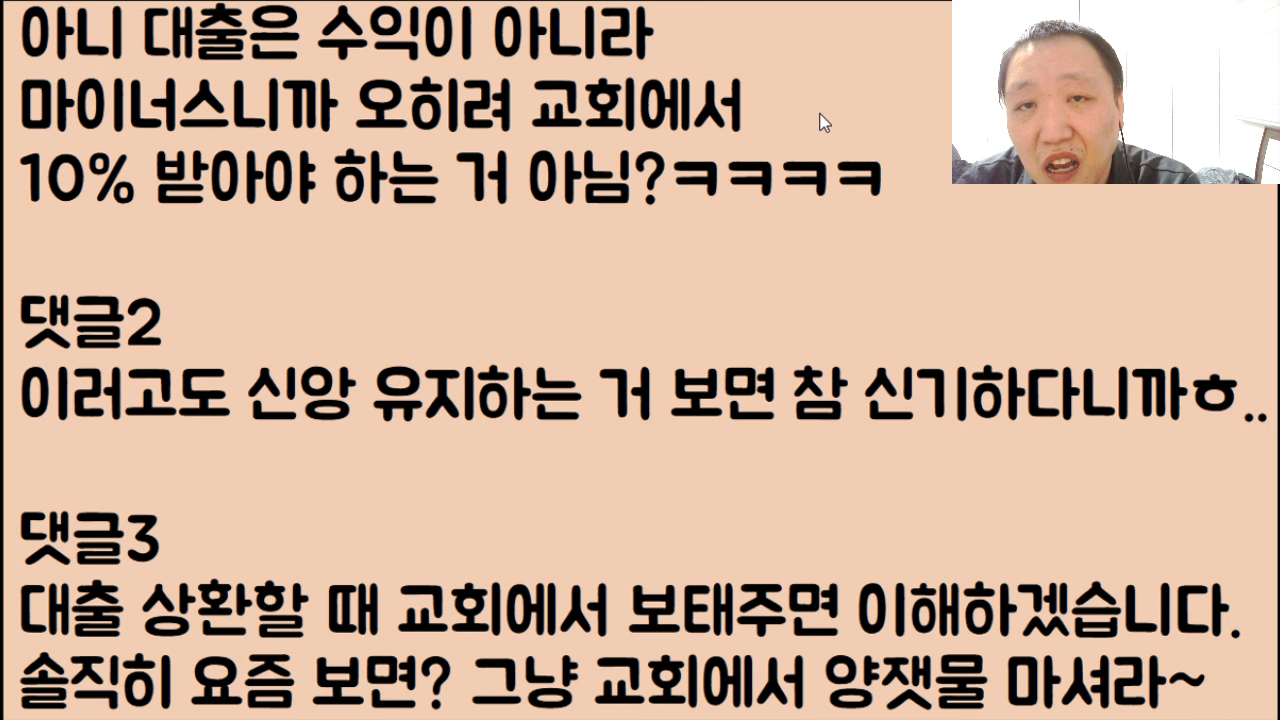 아니 대출은 수익이 아니라
마이너스니까 오히려 교회에서
10% 받아야 하는 거 아님?ㅋㅋㅋㅋ
댓글2
이러고도 신앙 유지하는 거 보면 참 신기하다니까ㅎ..
댓글3
대출 상환할 때 교회에서 보태주면 이해하겠습니다.
솔직히 요즘 보면? 그냥 교회에서 양잿물 마셔라~